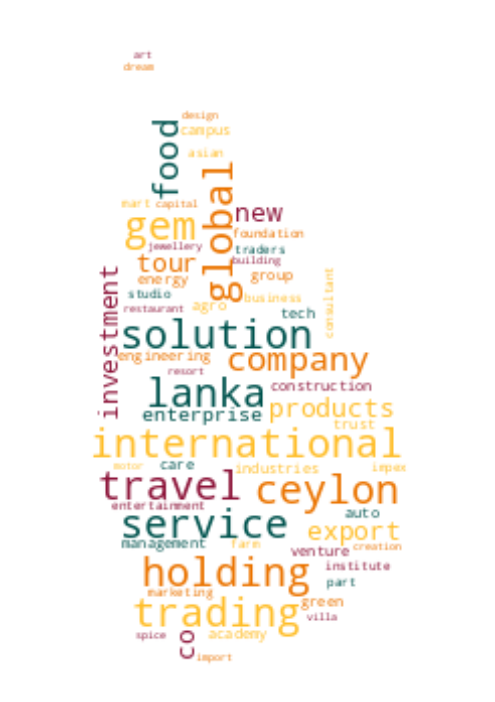 art
dream
design
food
campus
asian
global
mart
capital
new
gem
foundation
jewellery
traders
tour
building
investment
energy
group
consultant
studio
business
restaurant
agro
tech
solution
engineering
company
resort
lanka
construction
enterprise
products
trust
international
motor
care
industries
impex
travel
ceylon
entertainment
auto
service
export
management
farm
creation
venture
holding
institute
part
marketing
green
trading
villa
spice
co
academy
import